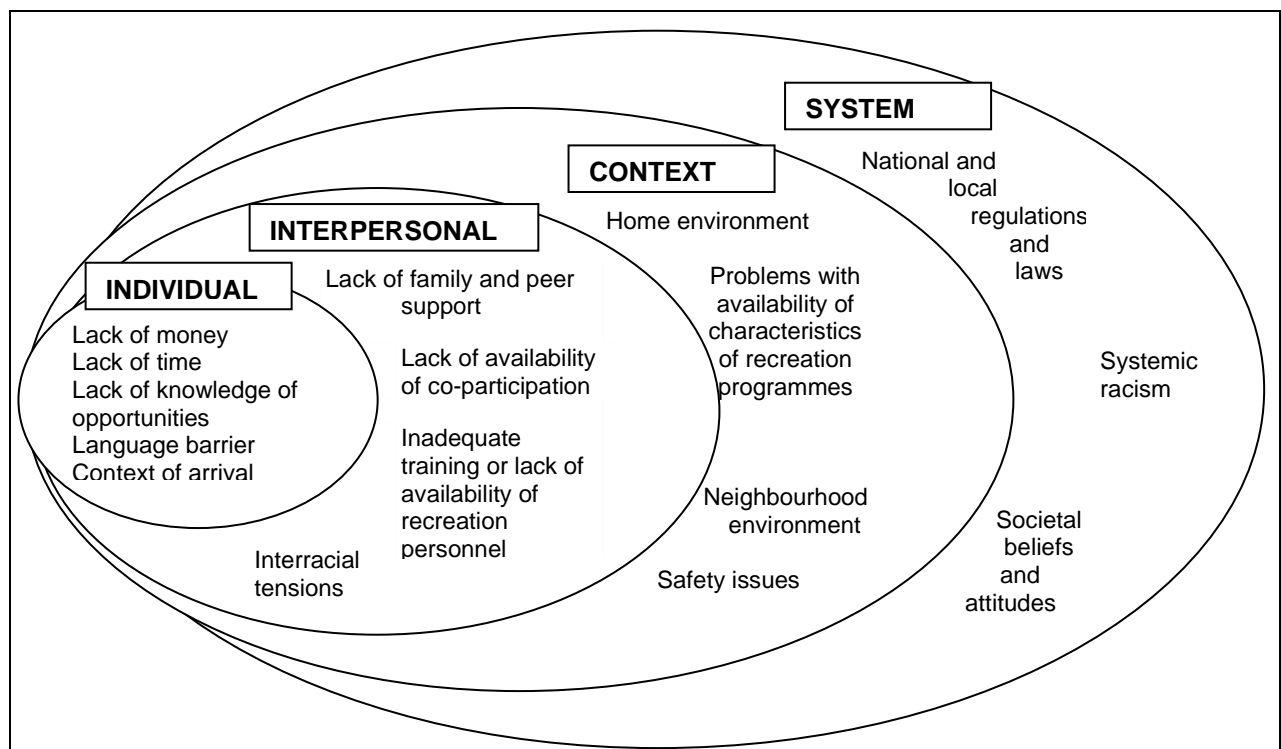 SYSTEM
National and
local
regulations
and
laws
Systemic
racism
Societal
beliefs
and
attitudes
CONTEXT
Home environment
Problems with
availability of
characteristics
of recreation
programmes
Neighbourhood
environment
Safety issues
INTERPERSONAL
Lack of family and peer
support
Lack of availability
of co-participation
Inadequate
training or lack of
availability of
recreation
personnel
Interracial
tensions
INDIVIDUAL
Lack of money
Lack of time
Lack of knowledge of
opportunities
Language barrier
Context of arrival